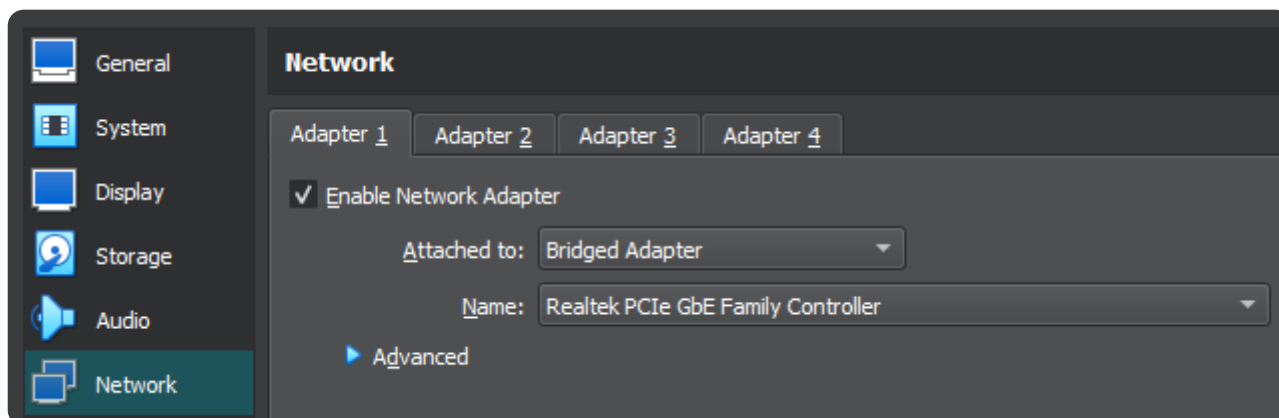 General
System
Display
Storage
Audio
Network
Network
Adapter 1
Adapter 2
Adapter 3
Adapter 4
Enable Network Adapter
Attached to: Bridged Adapter
Name: Realtek PCIe GbE Family Controller
Advanced